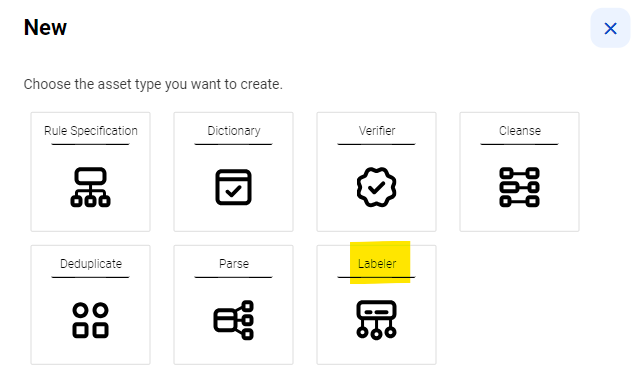 New
Choose the asset type you want to create.
Rule Specification
Dictionary
Verifier
Cleanse
Deduplicate
Parse
Labeler